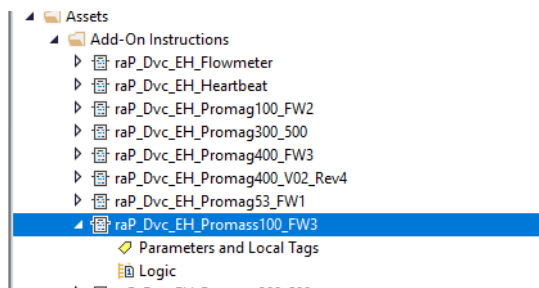 Assets
Add-On Instructions
raP_Dvc_EH_Flowmeter
raP_Dvc_EH_Heartbeat
raP_Dvc_EH_Promag100_FW2
raP_Dvc_EH_Promag300_500
raP_Dvc_EH_Promag400_FW3
raP_Dvc_EH_Promag400_V02_Rev4
raP_Dvc_EH_Promag53_FW1
raP_Dvc_EH_Promass100_FW3
Parameters and Local Tags
Logic